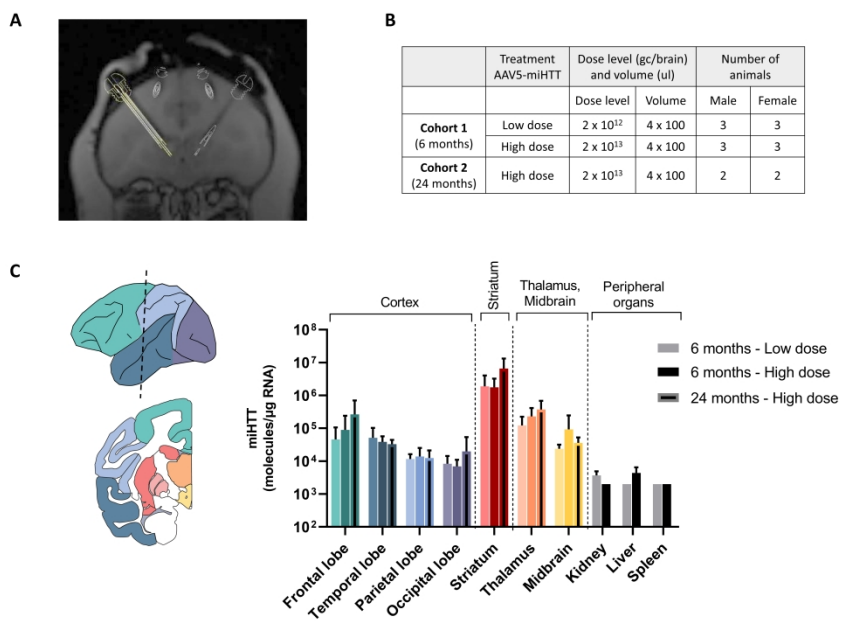 A
B
Treatment
AAV5-miHTT
Dose level (gc/brain)
and volume (ul)
Number of
animals
Dose level
Volume
Male
Female
Cohort 1
(6 months)
Low dose
2 x 10¹²
4 x 100
3
3
High dose
2 x 10¹³
4 x 100
3
3
Cohort 2
(24 months)
High dose
2 x 10¹³
4 x 100
2
2
C
Cortex
Striatum
Thalamus,
Midbrain
Peripheral
organs
miHTT
(molecules/µg RNA)
10⁸
10⁷
10⁶
10⁵
10⁴
10³
10²
6 months - Low dose
6 months - High dose
24 months - High dose
Frontal lobe
Temporal lobe
Parietal lobe
Occipital lobe
Striatum
Thalamus
Midbrain
Kidney
Liver
Spleen